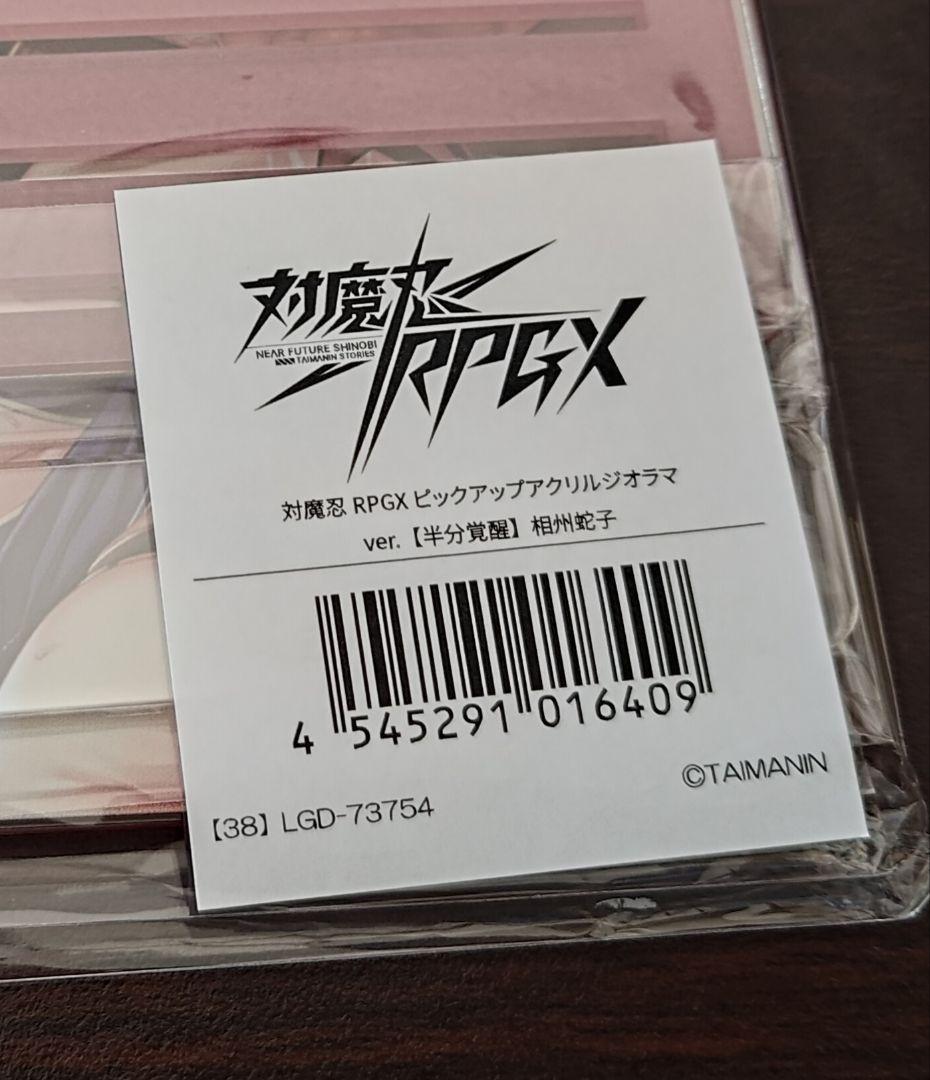 対魔忍
RPGX
NEAR FUTURE SHINOBI
TAIMANIN STORIES
対魔忍 RPGX ピックアップアクリルジオラマ
ver.【半分覚醒】相州蛇子
4 545291 016409
©TAIMANIN
【38】LGD-73754